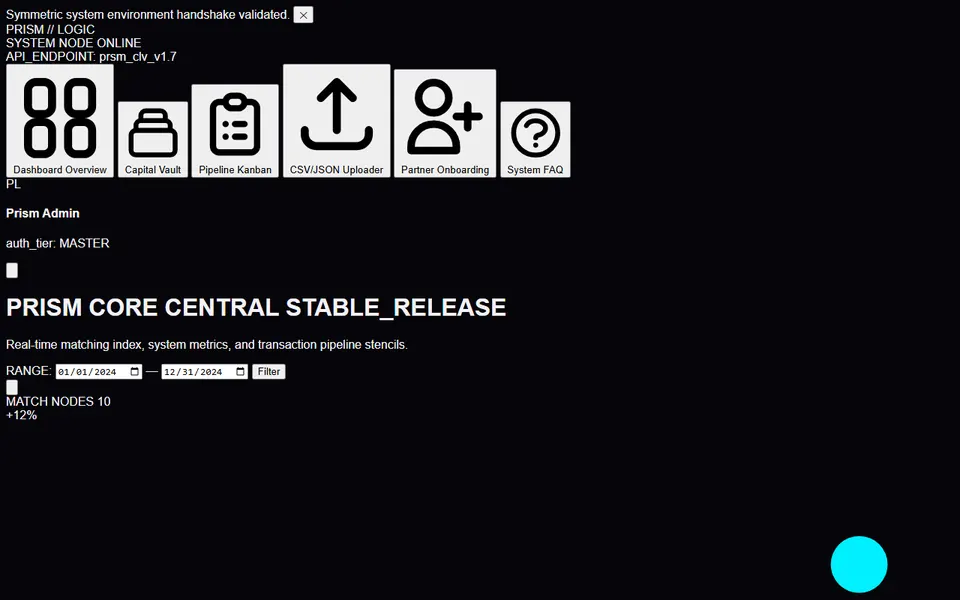 Symmetric system environment handshake validated.
PRISM // LOGIC
SYSTEM NODE ONLINE
API_ENDPOINT: prsm_clv_v1.7
Dashboard Overview Capital Vault Pipeline Kanban CSV/JSON Uploader Partner Onboarding System FAQ
PL
Prism Admin
auth_tier: MASTER
PRISM CORE CENTRAL STABLE_RELEASE
Real-time matching index, system metrics, and transaction pipeline stencils.
RANGE: 01/01/2024 — 12/31/2024 Filter
MATCH NODES 10
+12%